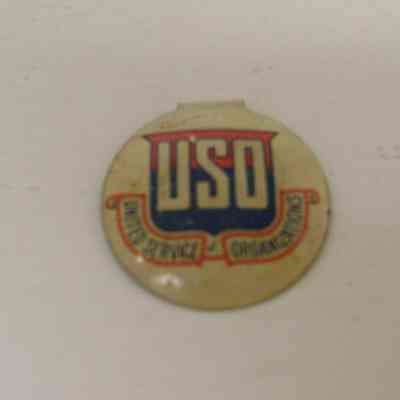 USO
UNITED SERVICE ORGANIZATIONS